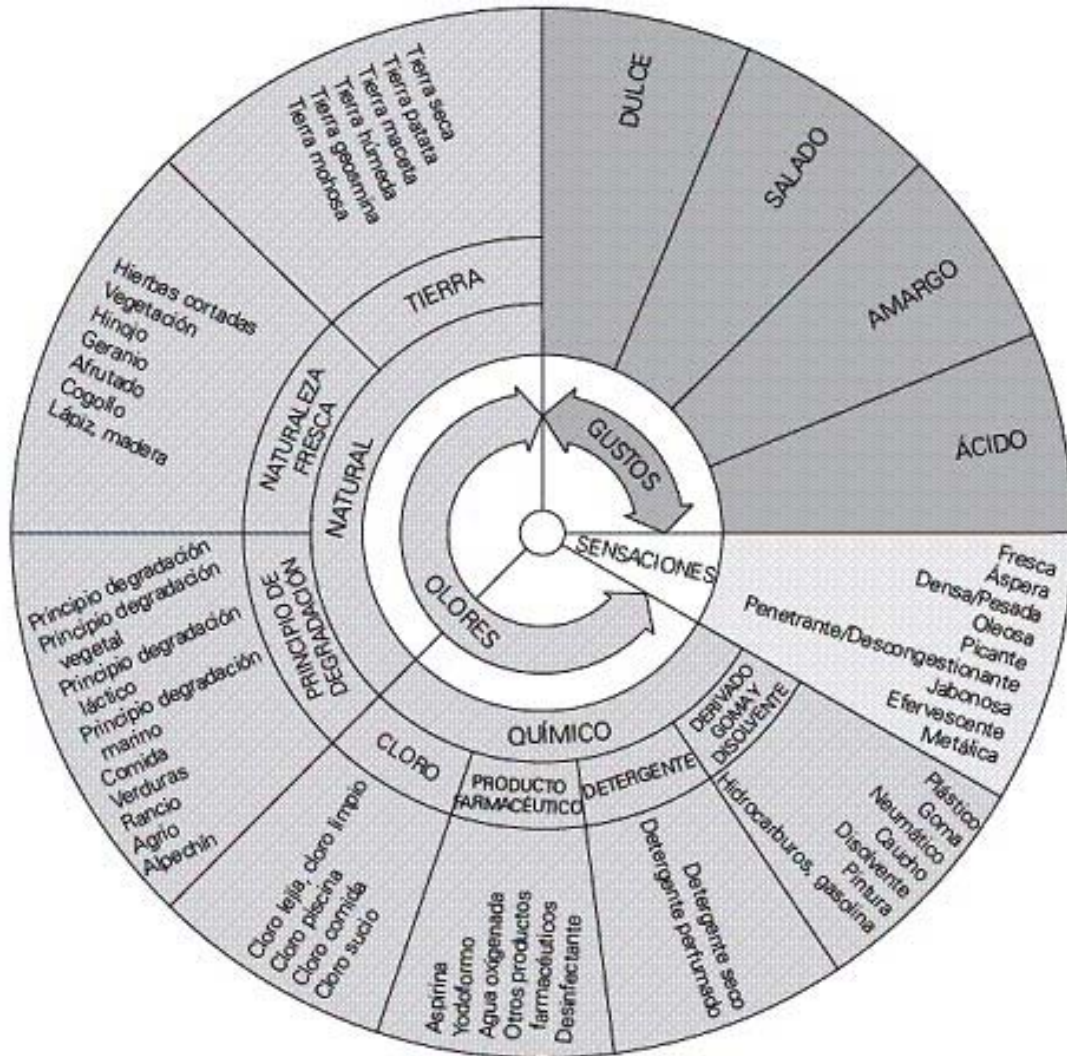 DULCE
SALADO
AMARGO
ÁCIDO
GUSTOS
SENSACIONES
Fresca
Áspera
Densa/Pesada
Oleosa
Picante
Penetrante/Descongestionante
Jabonosa
Efervescente
Metálica
OLORES
QUÍMICO
DERIVADO
GOMA Y
DISOLVENTE
Plástico
Goma
Neumático
Caucho
Disolvente
Pintura
Hidrocarburos, gasolina
DETERGENTE
Detergente seco
Detergente perfumado
PRODUCTO
FARMACÉUTICO
Aspirina
Yodoformo
Agua oxigenada
Otros productos
farmacéuticos
Desinfectante
CLORO
Cloro lejía, cloro limpio
Cloro piscina
Cloro comida
Cloro sucio
NATURAL
PRINCIPIO DE
DEGRADACIÓN
Principio degradación
Principio degradación
vegetal
Principio degradación
láctico
Principio degradación
marino
Comida
Verduras
Rancio
Agrio
Alpechín
NATURALEZA
FRESCA
Hierbas cortadas
Vegetación
Hinojo
Geranio
Afrutado
Cogollo
Lápiz, madera
TIERRA
Tierra seca
Tierra patata
Tierra maceta
Tierra húmeda
Tierra geosmina
Tierra mohosa